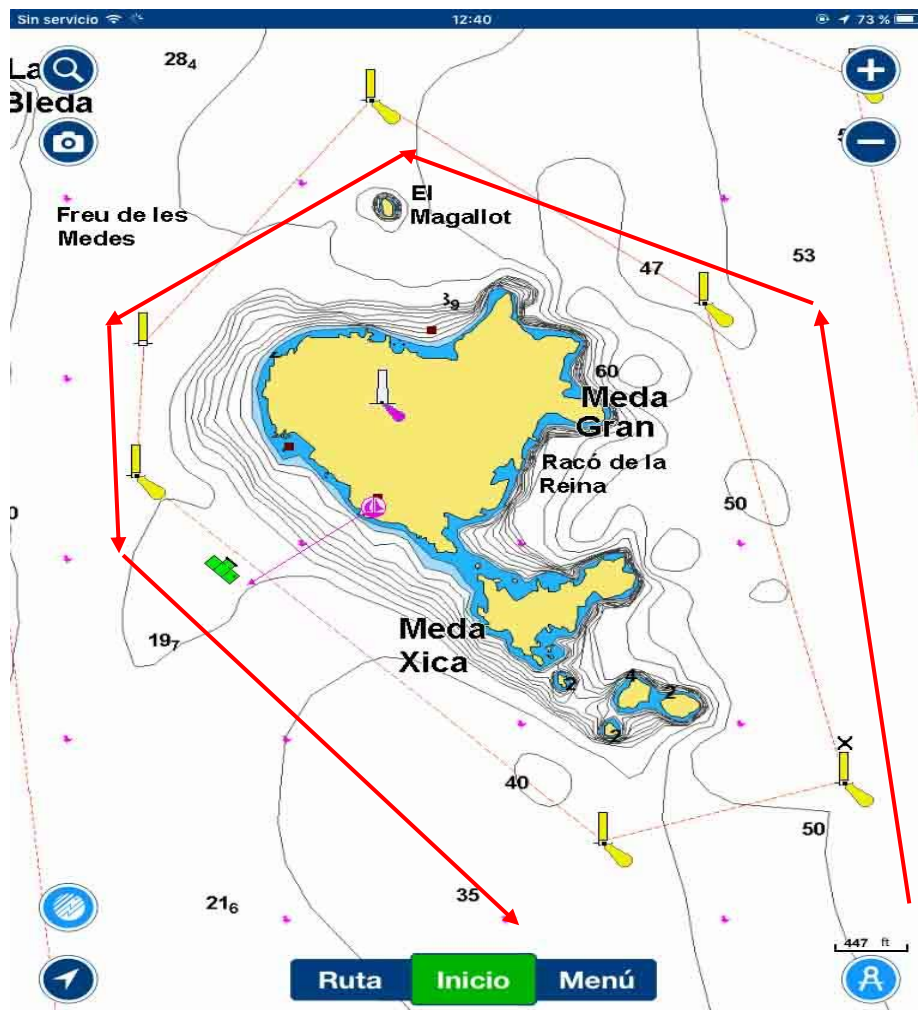 Sin servicio 12:40 73 %
28₄
La
Bleda
Freu de les
Medes
El
Magallot
53
47
3₉
60
Meda
Gran
Racó de la
Reina
50
0
19₇
Meda
Xica
2
4
2
2
40
50
35
21₆
447 ft
Ruta Inicio Menú